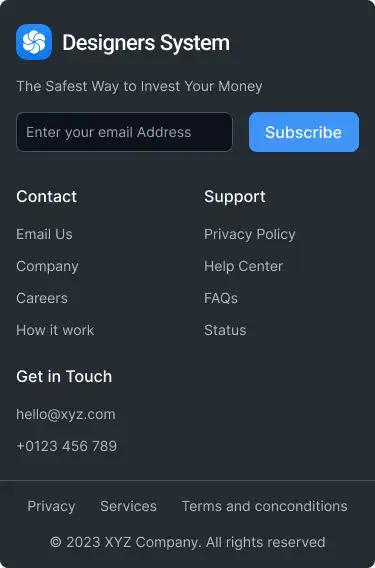 Designers System
The Safest Way to Invest Your Money
Enter your email Address
Subscribe
Contact
Email Us
Company
Careers
How it work
Support
Privacy Policy
Help Center
FAQs
Status
Get in Touch
hello@xyz.com
+0123 456 789
Privacy Services Terms and conconditions
© 2023 XYZ Company. All rights reserved